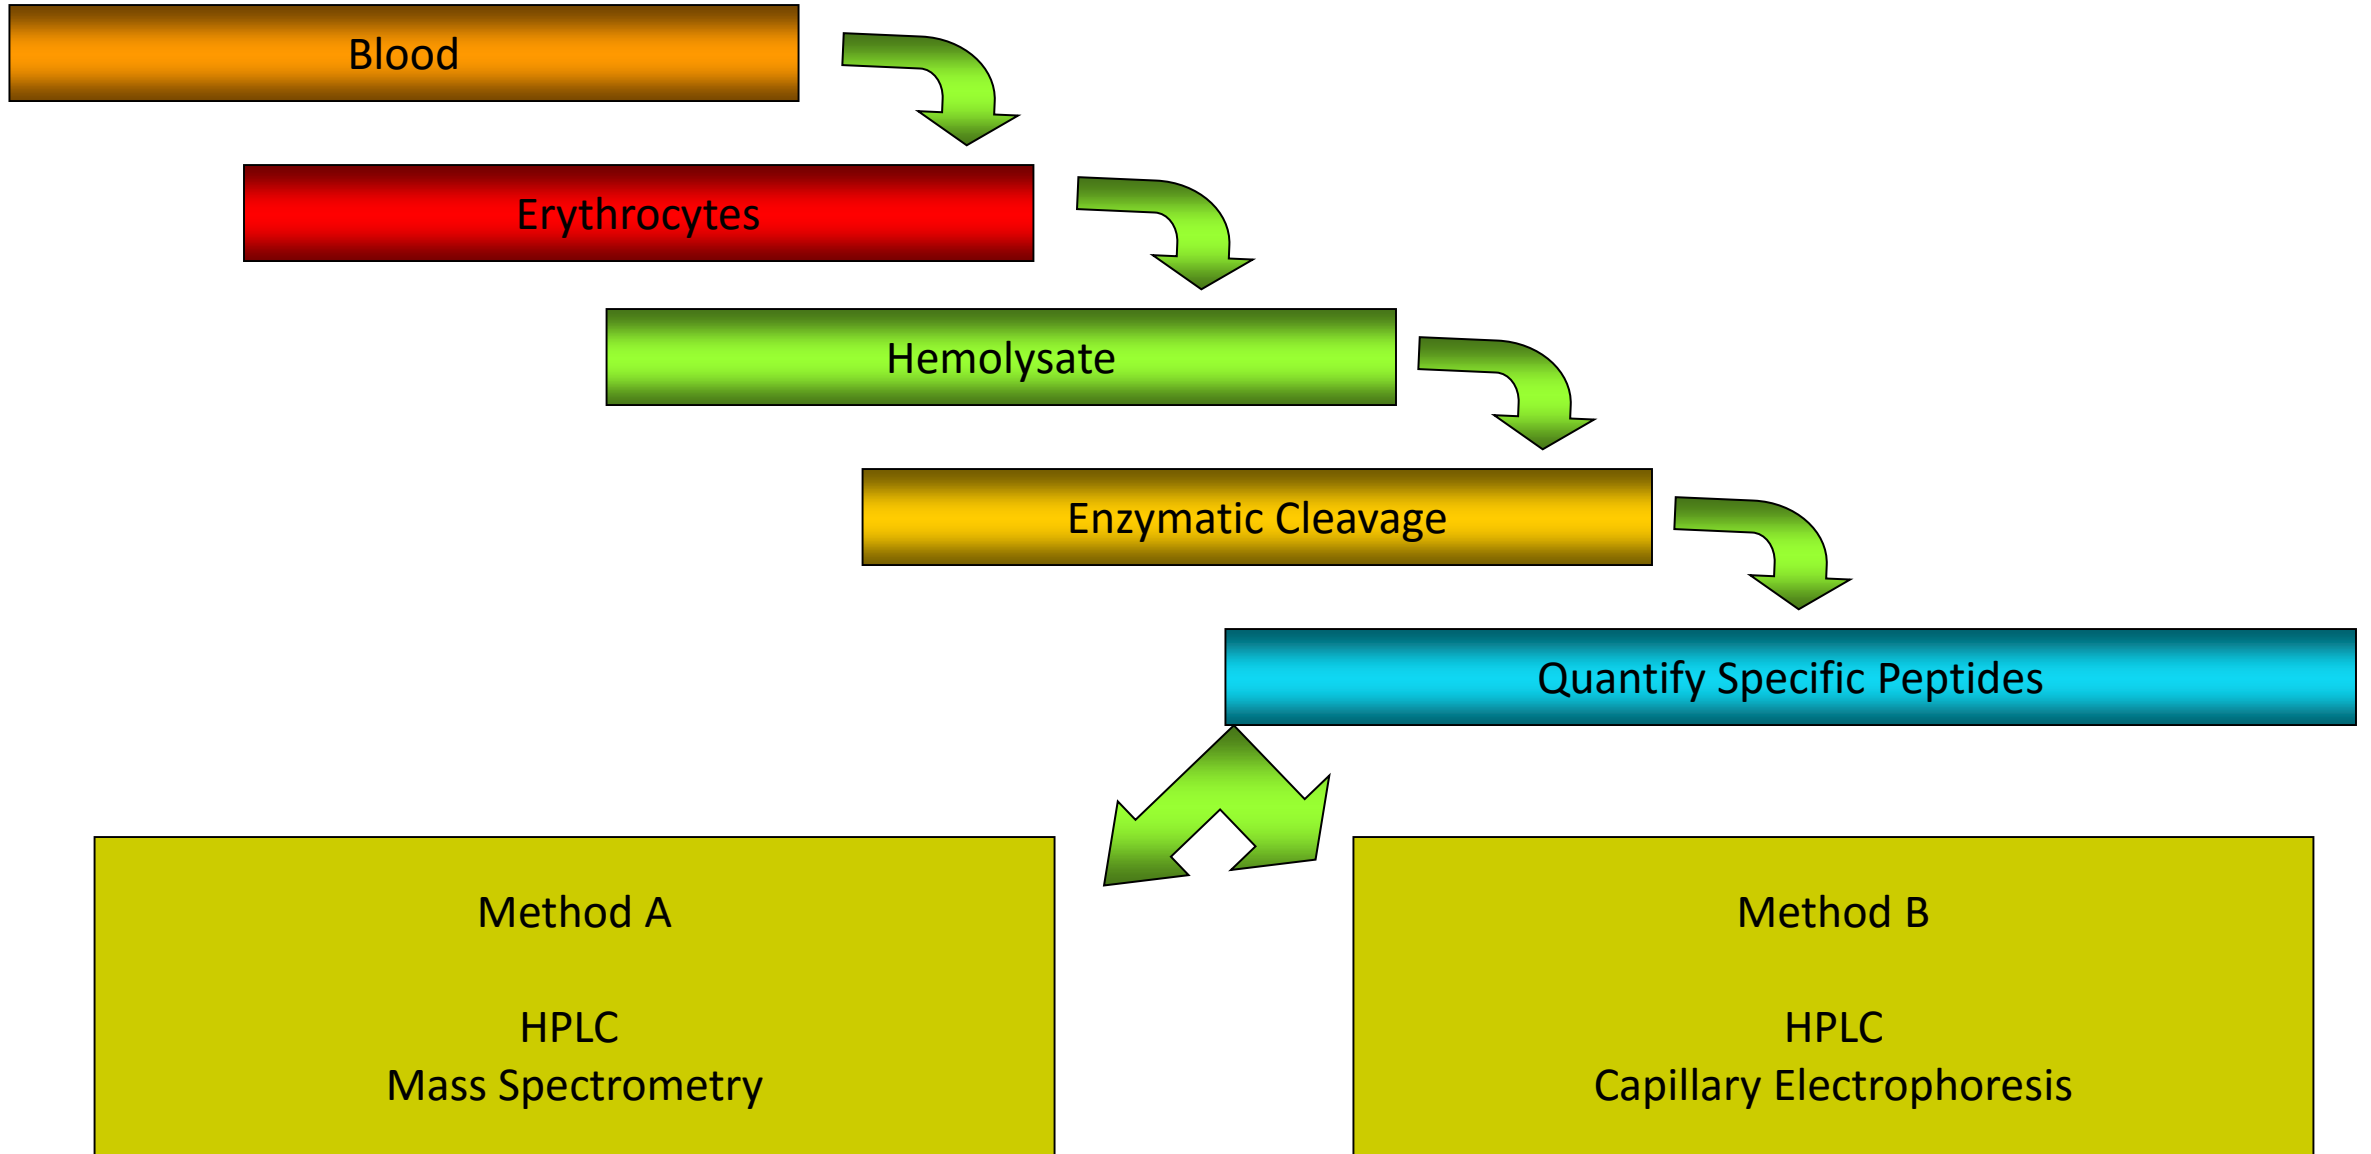 Blood
Erythrocytes
Hemolysate
Enzymatic Cleavage
Quantify Specific Peptides
Method A
HPLC
Mass Spectrometry
Method B
HPLC
Capillary Electrophoresis